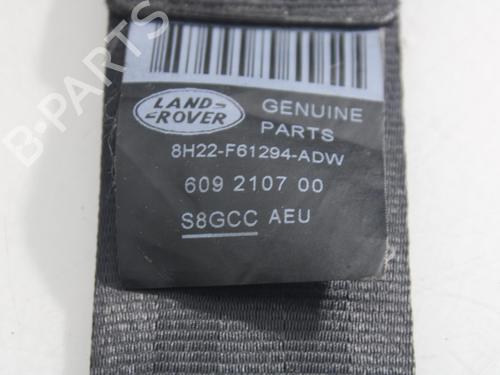 LAND-
ROVER
GENUINE
PARTS
8H22-F61294-ADW
609 2107 00
S8GCC AEU
B-PARTS